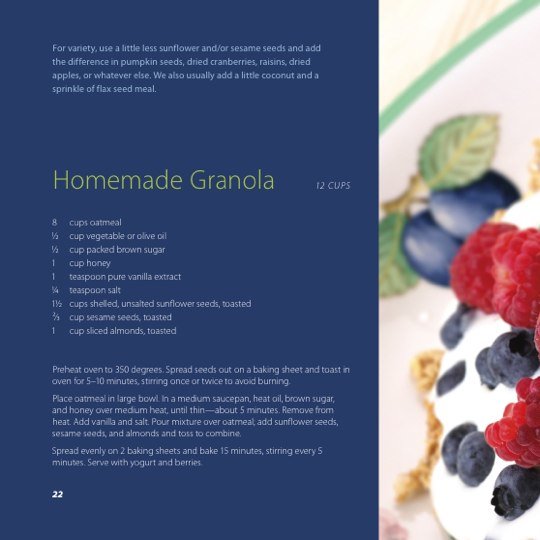 For variety, use a little less sunflower and/or sesame seeds and add
the difference in pumpkin seeds, dried cranberries, raisins, dried
apples, or whatever else. We also usually add a little coconut and a
sprinkle of flax seed meal.
Homemade Granola 12 CUPS
8 cups oatmeal
½ cup vegetable or olive oil
½ cup packed brown sugar
1 cup honey
1 teaspoon pure vanilla extract
¼ teaspoon salt
1½ cups shelled, unsalted sunflower seeds, toasted
⅔ cup sesame seeds, toasted
1 cup sliced almonds, toasted
Preheat oven to 350 degrees. Spread seeds out on a baking sheet and toast in
oven for 5–10 minutes, stirring once or twice to avoid burning.
Place oatmeal in large bowl. In a medium saucepan, heat oil, brown sugar,
and honey over medium heat, until thin—about 5 minutes. Remove from
heat. Add vanilla and salt. Pour mixture over oatmeal; add sunflower seeds,
sesame seeds, and almonds and toss to combine.
Spread evenly on 2 baking sheets and bake 15 minutes, stirring every 5
minutes. Serve with yogurt and berries.
22